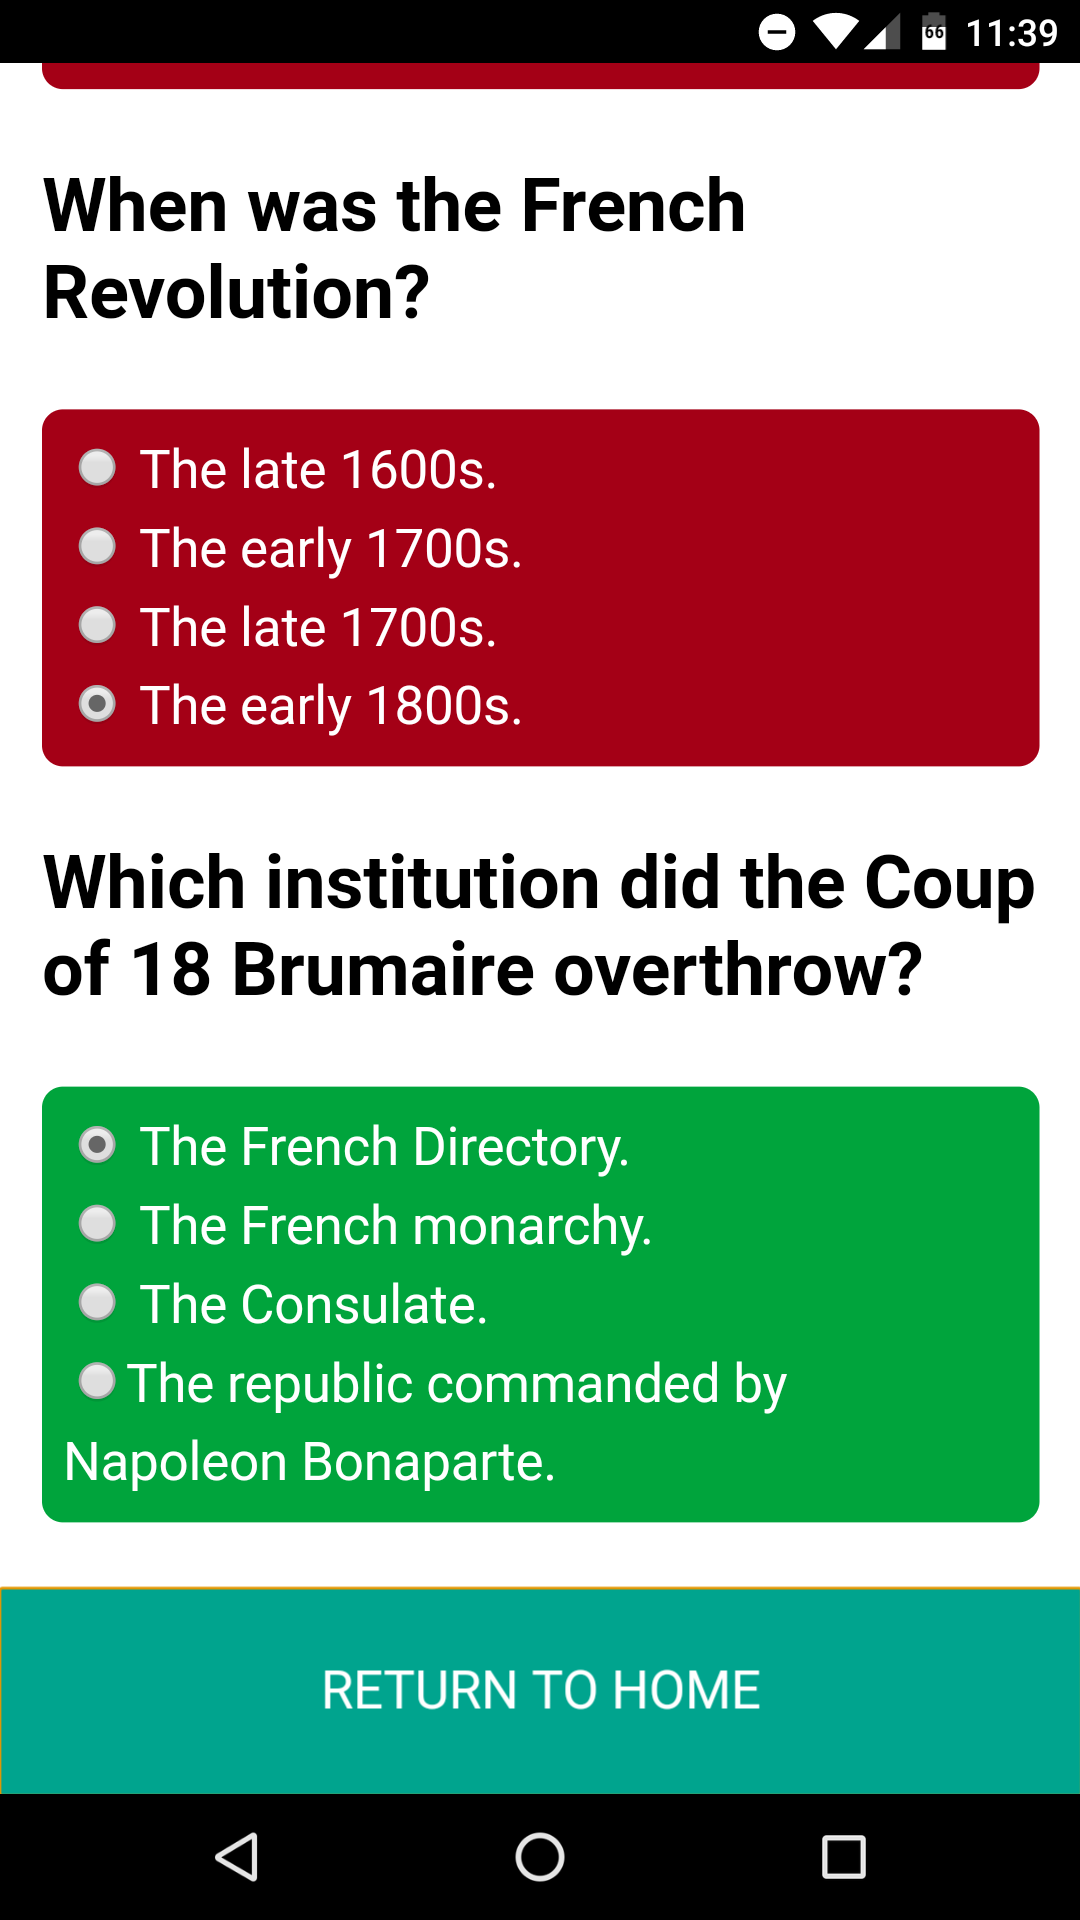 66 11:39
When was the French
Revolution?
The late 1600s.
The early 1700s.
The late 1700s.
The early 1800s.
Which institution did the Coup
of 18 Brumaire overthrow?
The French Directory.
The French monarchy.
The Consulate.
The republic commanded by
Napoleon Bonaparte.
RETURN TO HOME